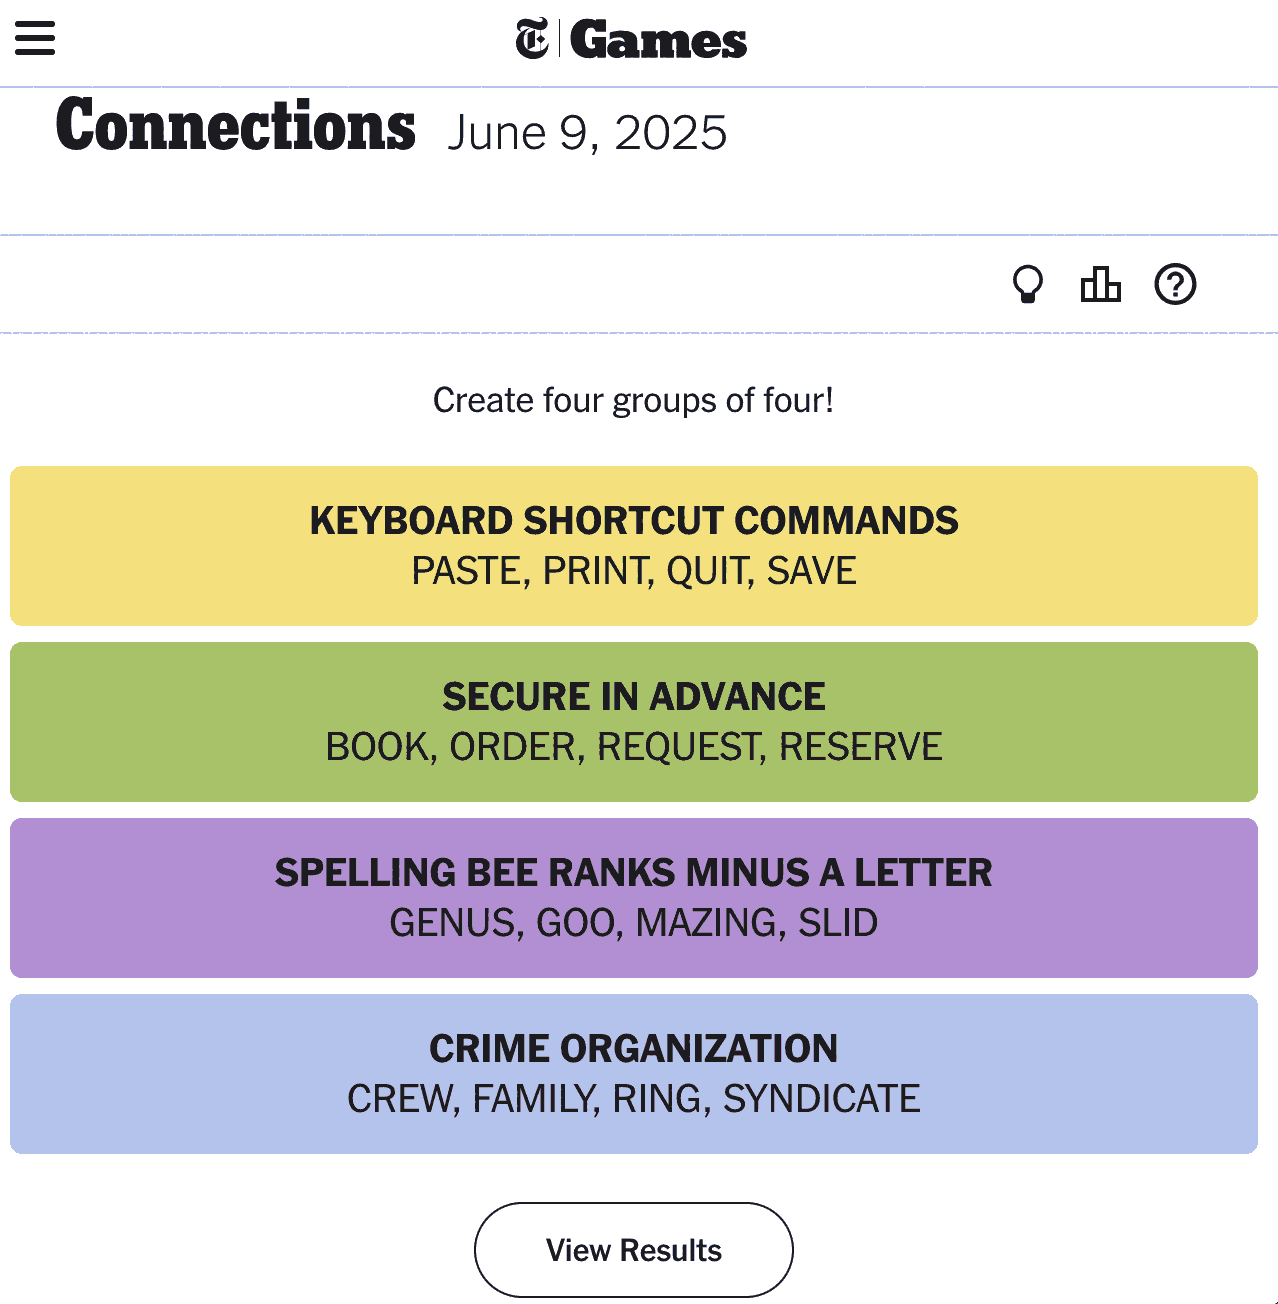 T Games
Connections June 9, 2025
Create four groups of four!
KEYBOARD SHORTCUT COMMANDS
PASTE, PRINT, QUIT, SAVE
SECURE IN ADVANCE
BOOK, ORDER, REQUEST, RESERVE
SPELLING BEE RANKS MINUS A LETTER
GENUS, GOO, MAZING, SLID
CRIME ORGANIZATION
CREW, FAMILY, RING, SYNDICATE
View Results